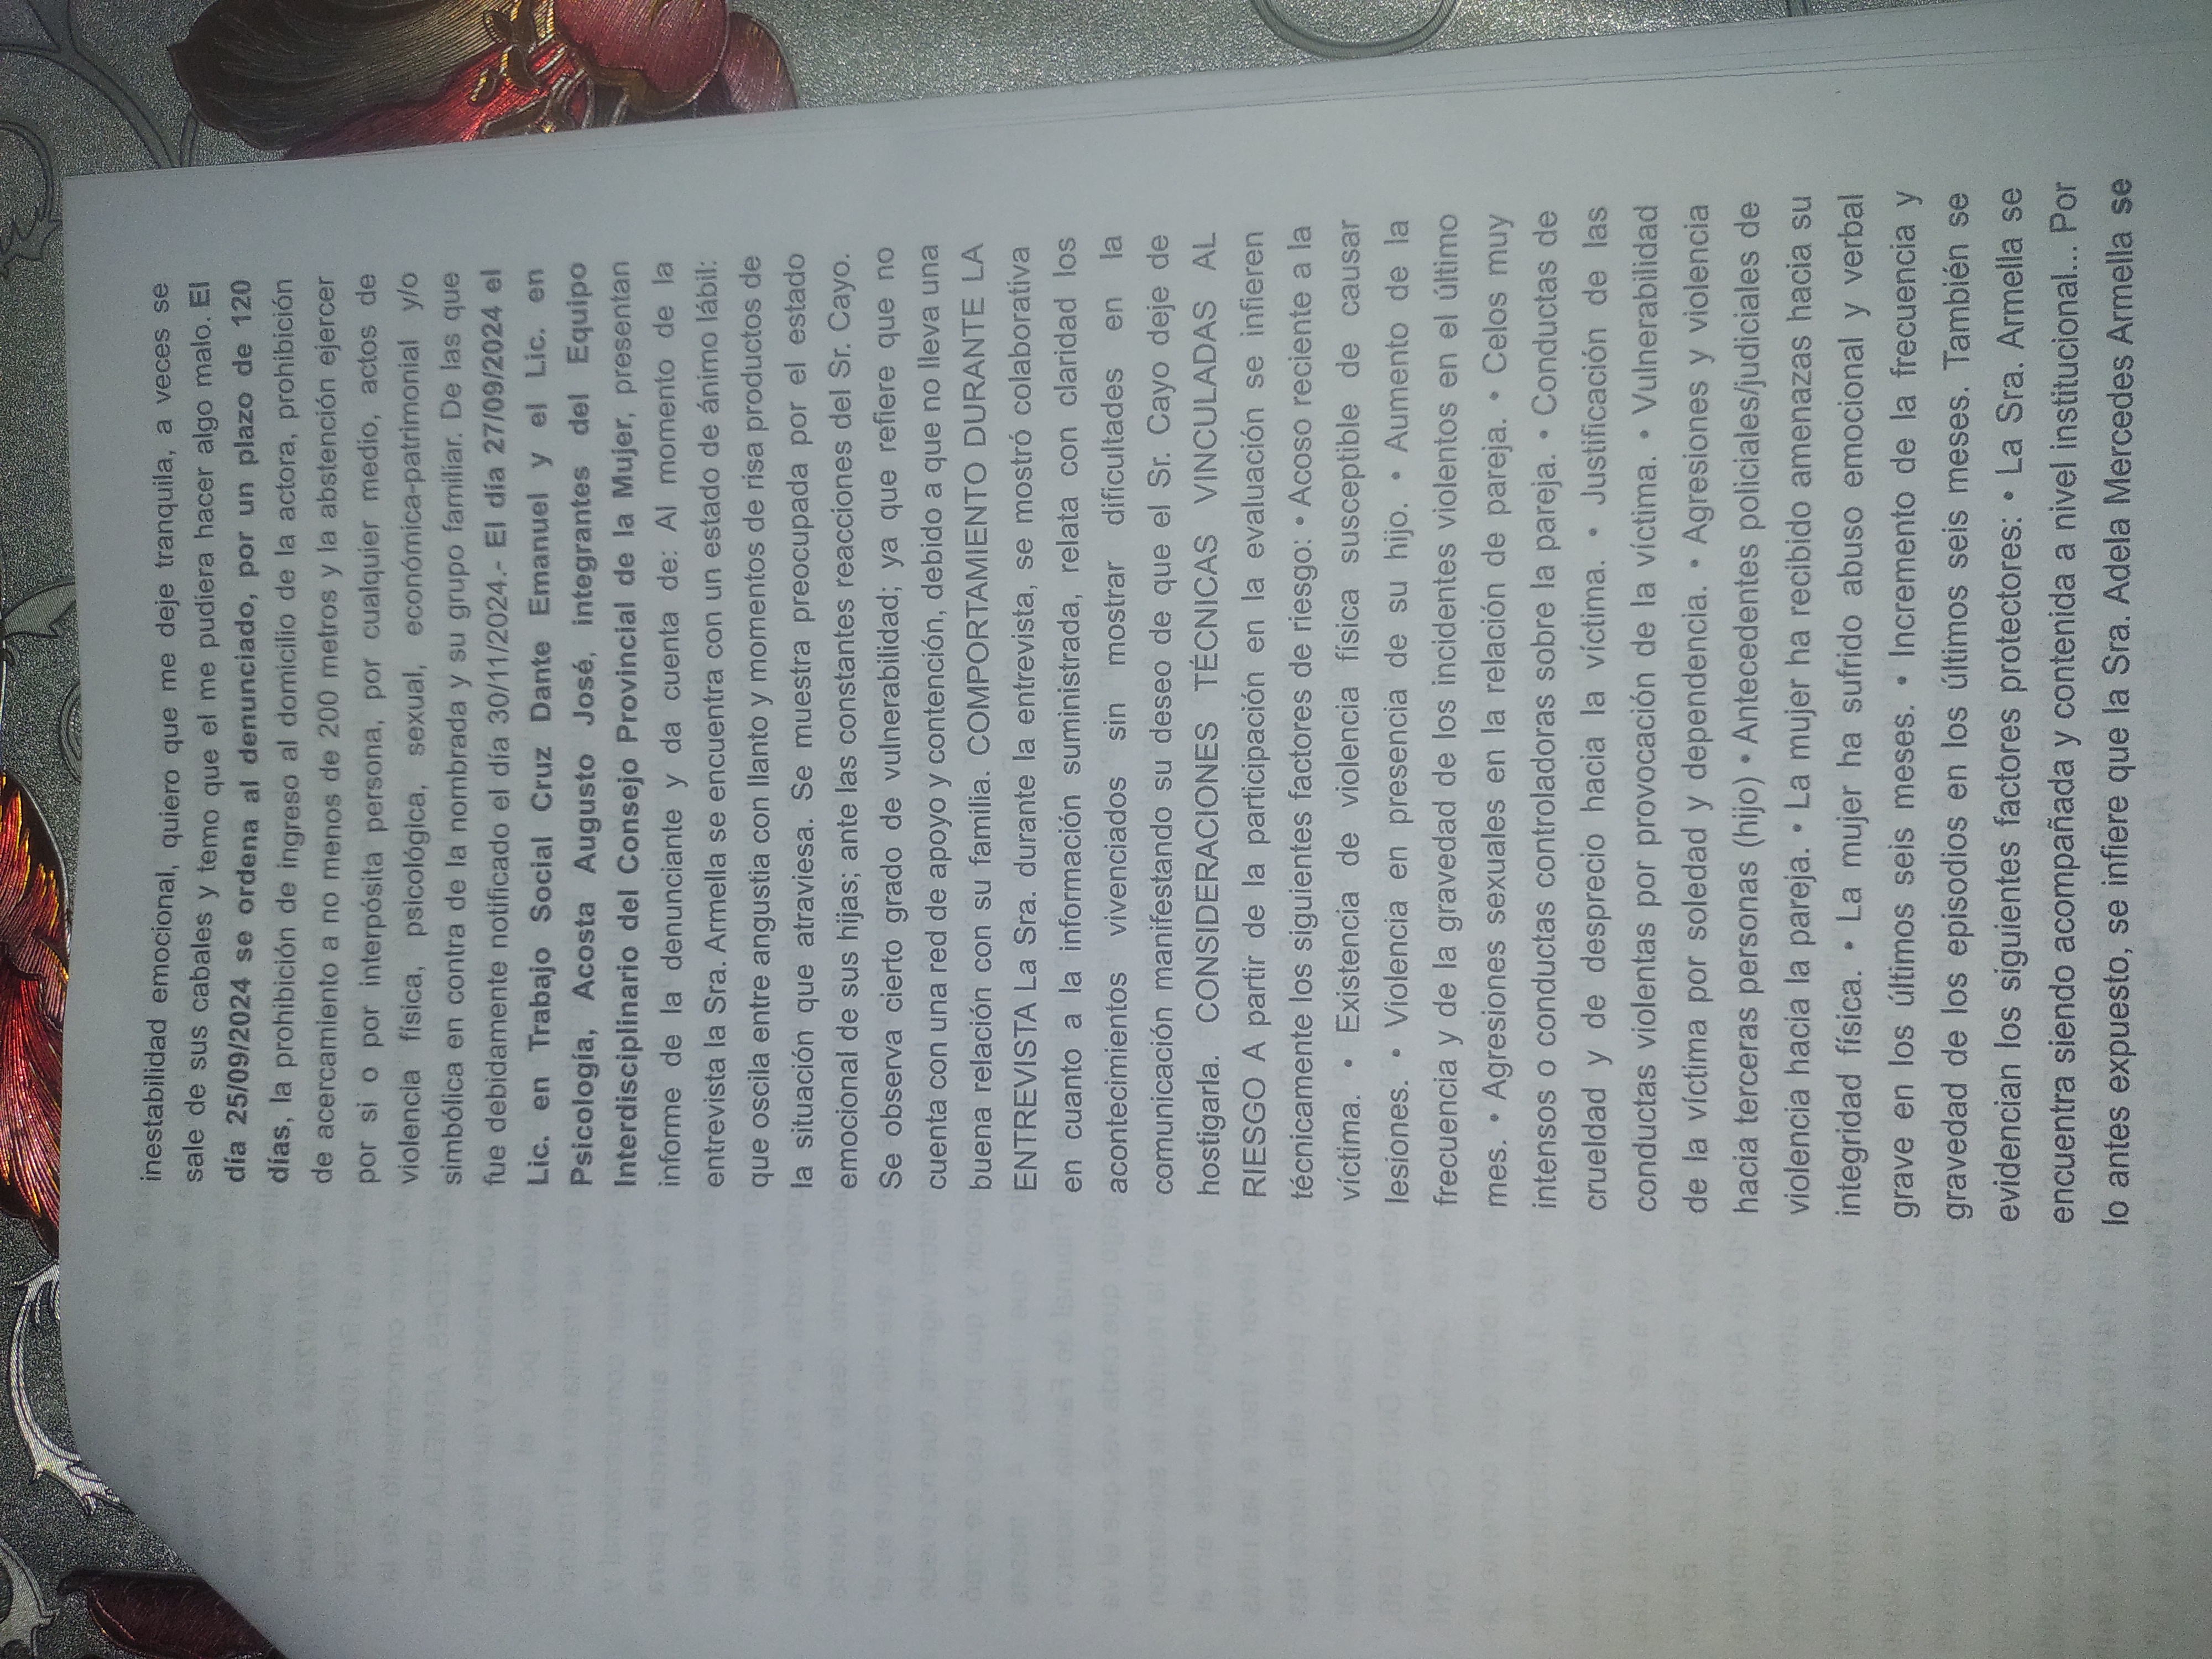 inestabilidad emocional, quiero que me deje tranquila, a veces se
sale de sus cabales y temo que el me pudiera hacer algo malo. El
día 25/09/2024 se ordena al denunciado, por un plazo de 120
días, la prohibición de ingreso al domicilio de la actora, prohibición
de acercamiento a no menos de 200 metros y la abstención ejercer
por si o por interpósita persona, por cualquier medio, actos de
violencia física, psicológica, sexual, económica-patrimonial y/o
simbólica en contra de la nombrada y su grupo familiar. De las que
fue debidamente notificado el día 30/11/2024.- El día 27/09/2024 el
Lic. en Trabajo Social Cruz Dante Emanuel y el Lic. en
Psicología, Acosta Augusto José, integrantes del Equipo
Interdisciplinario del Consejo Provincial de la Mujer, presentan
informe de la denunciante y da cuenta de: Al momento de la
entrevista la Sra. Armella se encuentra con un estado de ánimo lábil:
que oscila entre angustia con llanto y momentos de risa productos de
la situación que atraviesa. Se muestra preocupada por el estado
emocional de sus hijas; ante las constantes reacciones del Sr. Cayo.
Se observa cierto grado de vulnerabilidad; ya que refiere que no
cuenta con una red de apoyo y contención, debido a que no lleva una
buena relación con su familia. COMPORTAMIENTO DURANTE LA
ENTREVISTA La Sra. durante la entrevista, se mostró colaborativa
en cuanto a la información suministrada, relata con claridad los
acontecimientos vivenciados sin mostrar dificultades en la
comunicación manifestando su deseo de que el Sr. Cayo deje de
hostigarla. CONSIDERACIONES TÉCNICAS VINCULADAS AL
RIESGO A partir de la participación en la evaluación se infieren
técnicamente los siguientes factores de riesgo: • Acoso reciente a la
víctima. • Existencia de violencia física susceptible de causar
lesiones. • Violencia en presencia de su hijo. • Aumento de la
frecuencia y de la gravedad de los incidentes violentos en el último
mes. • Agresiones sexuales en la relación de pareja. • Celos muy
intensos o conductas controladoras sobre la pareja. • Conductas de
crueldad y de desprecio hacia la víctima. • Justificación de las
conductas violentas por provocación de la víctima. • Vulnerabilidad
de la víctima por soledad y dependencia. • Agresiones y violencia
hacia terceras personas (hijo) • Antecedentes policiales/judiciales de
violencia hacia la pareja. • La mujer ha recibido amenazas hacia su
integridad física. • La mujer ha sufrido abuso emocional y verbal
grave en los últimos seis meses. • Incremento de la frecuencia y
gravedad de los episodios en los últimos seis meses. También se
evidencian los siguientes factores protectores: • La Sra. Armella se
encuentra siendo acompañada y contenida a nivel institucional... Por
lo antes expuesto, se infiere que la Sra. Adela Mercedes Armella se